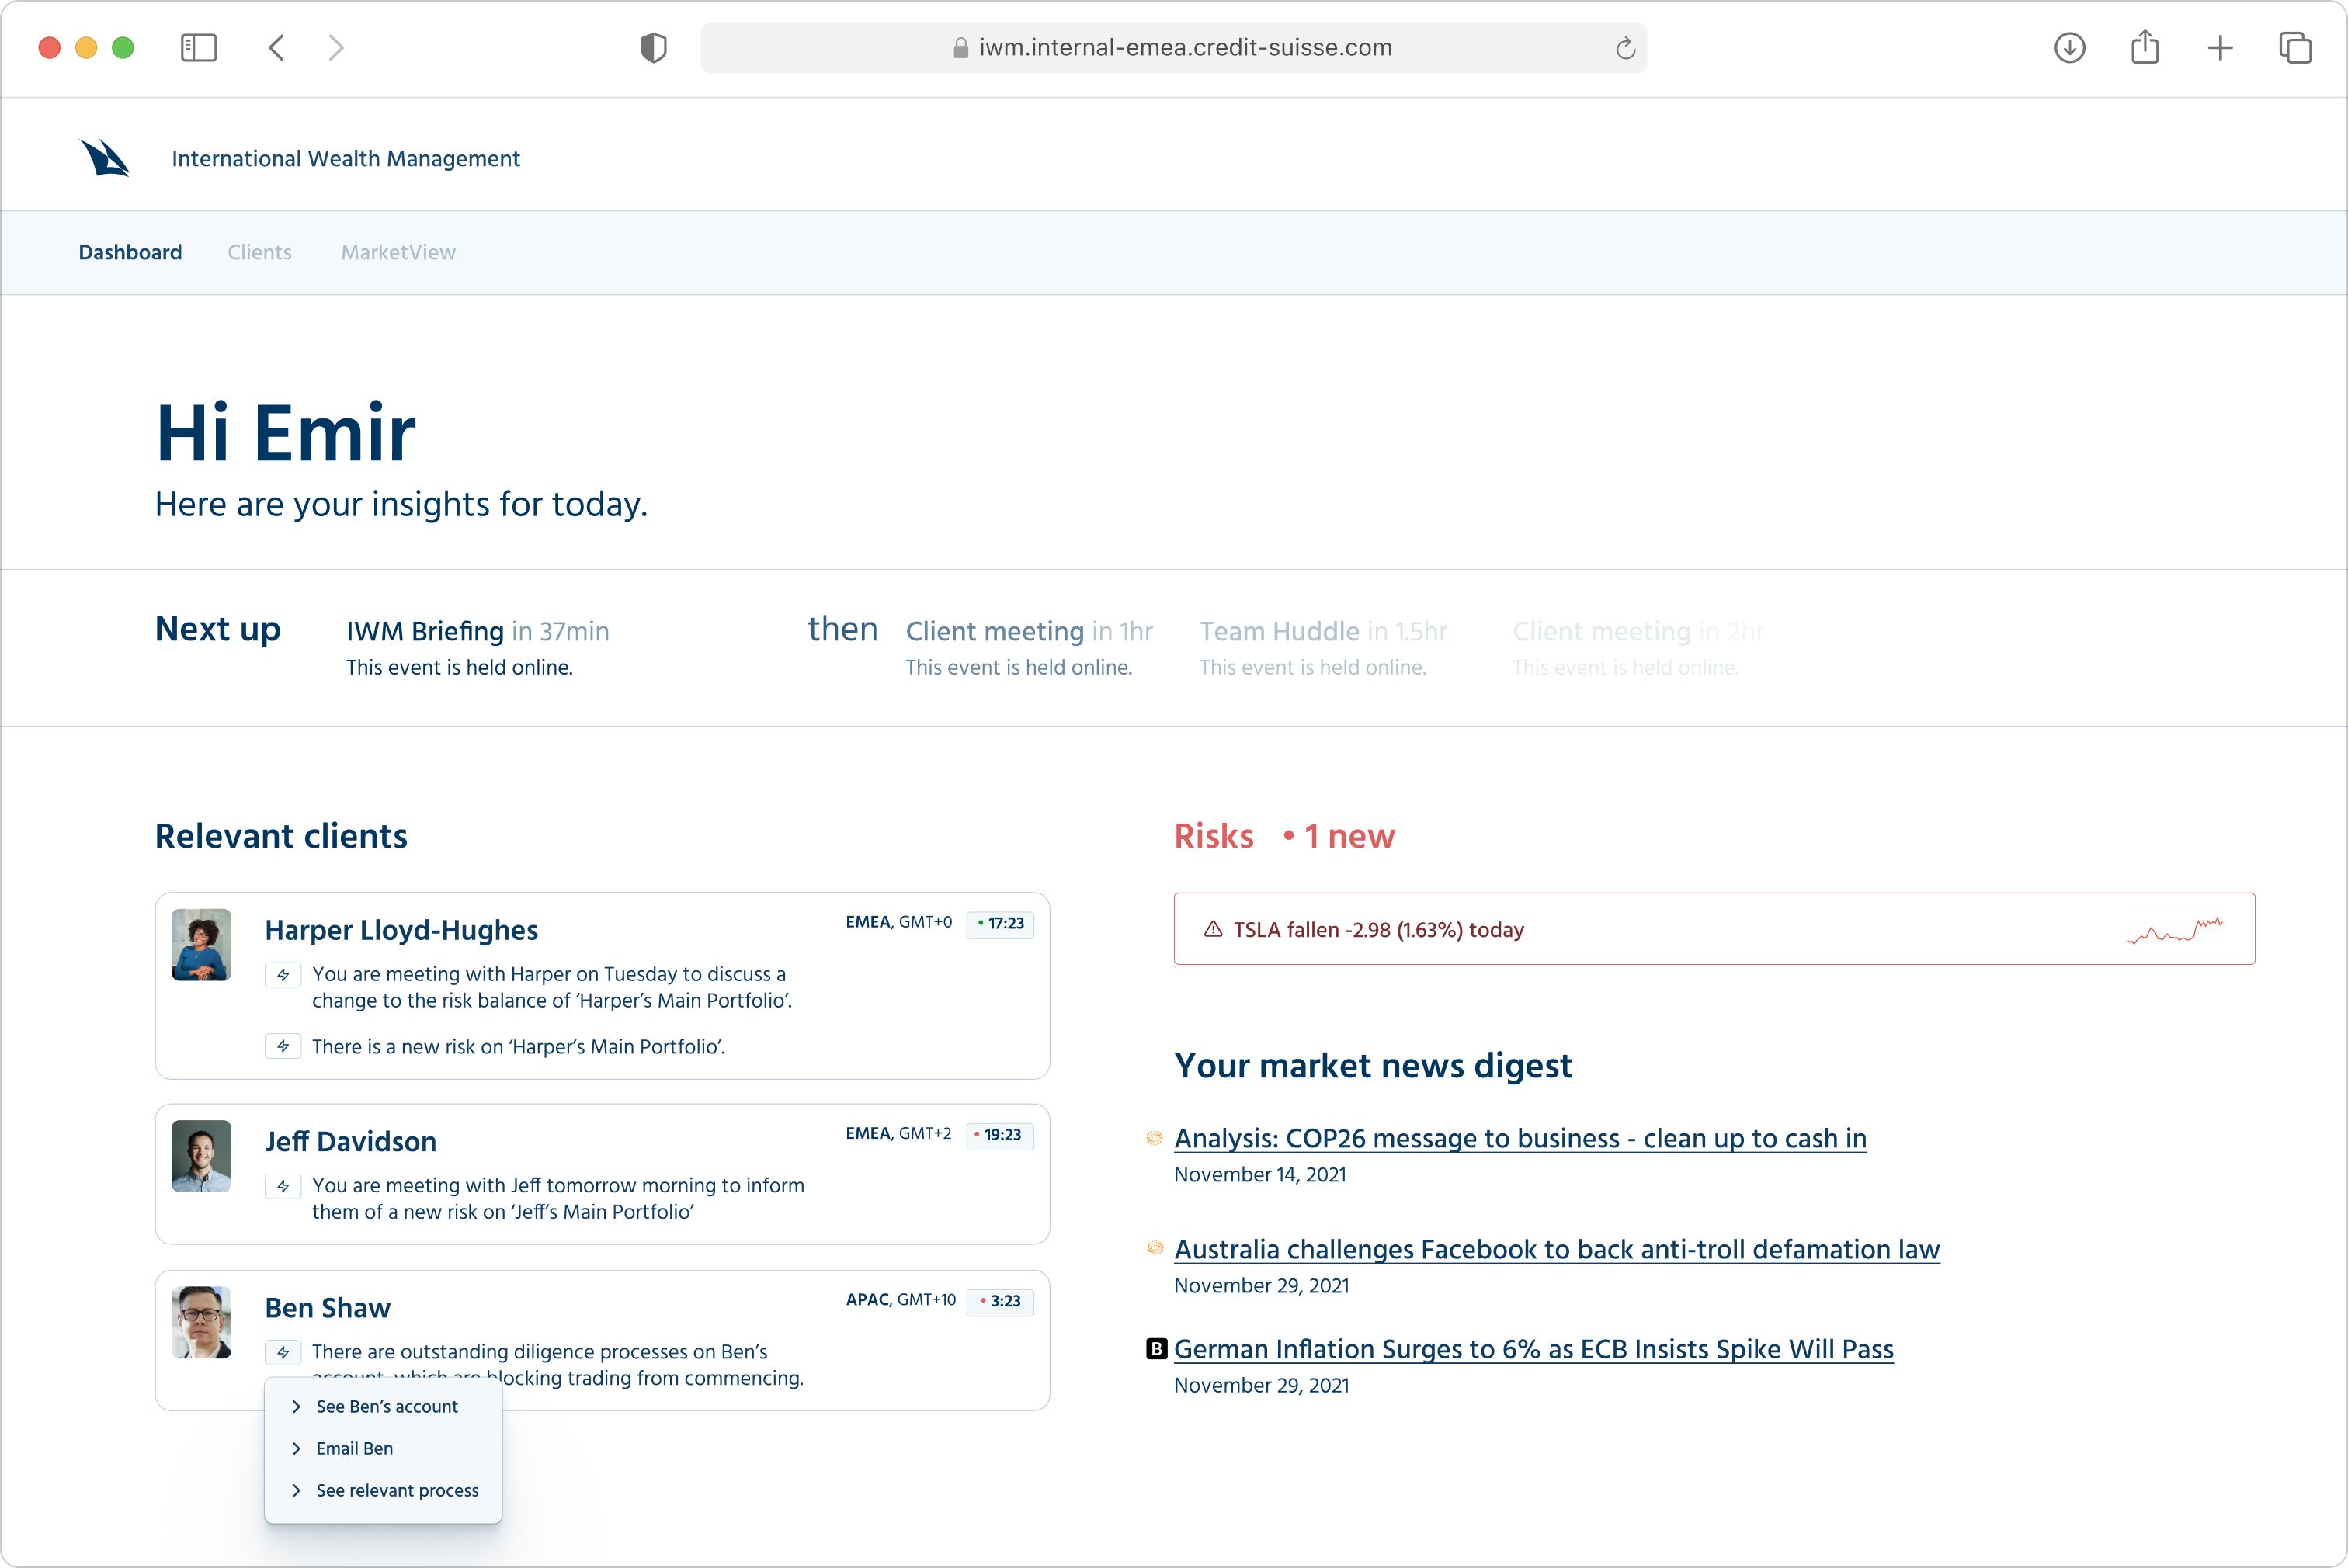 iwm.internal-emea.credit-suisse.com
International Wealth Management
Dashboard
Clients
MarketView
Hi Emir
Here are your insights for today.
Next up
IWM Briefing in 37min
This event is held online.
then
Client meeting in 1hr
This event is held online.
Team Huddle in 1.5hr
This event is held online.
Client meeting in 2hr
This event is held online.
Relevant clients
Harper Lloyd-Hughes
EMEA, GMT+0
• 17:23
You are meeting with Harper on Tuesday to discuss a
change to the risk balance of ‘Harper’s Main Portfolio’.
There is a new risk on ‘Harper’s Main Portfolio’.
Jeff Davidson
EMEA, GMT+2
• 19:23
You are meeting with Jeff tomorrow morning to inform
them of a new risk on ‘Jeff’s Main Portfolio’
Ben Shaw
APAC, GMT+10
• 3:23
There are outstanding diligence processes on Ben’s
account, which are blocking trading from commencing.
See Ben’s account
Email Ben
See relevant process
Risks • 1 new
TSLA fallen -2.98 (1.63%) today
Your market news digest
Analysis: COP26 message to business - clean up to cash in
November 14, 2021
Australia challenges Facebook to back anti-troll defamation law
November 29, 2021
B German Inflation Surges to 6% as ECB Insists Spike Will Pass
November 29, 2021